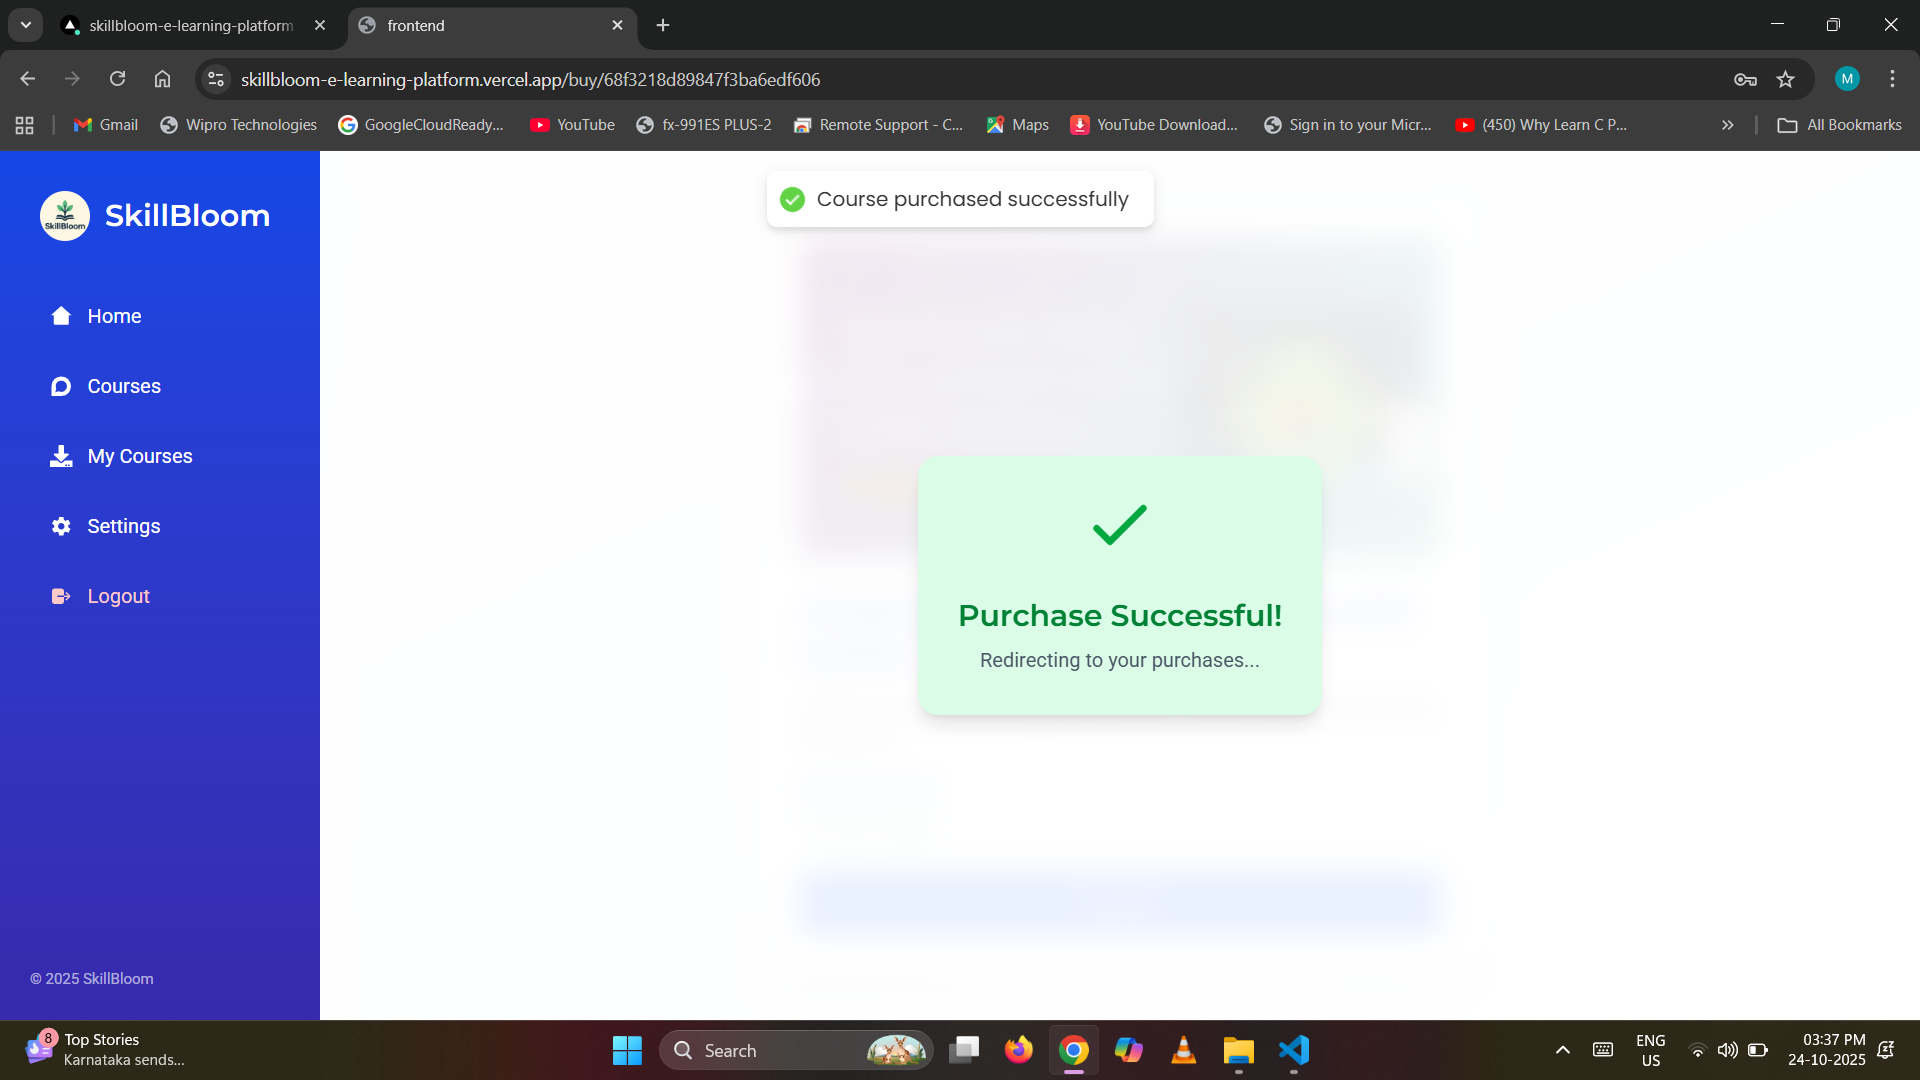 skillbloom-e-learning-platform
frontend
skillbloom-e-learning-platform.vercel.app/buy/68f3218d89847f3ba6edf606
M
Gmail
Wipro Technologies
GoogleCloudReady...
YouTube
fx-991ES PLUS-2
Remote Support - C...
Maps
YouTube Download...
Sign in to your Micr...
(450) Why Learn C P...
All Bookmarks
SkillBloom
SkillBloom
Course purchased successfully
Home
Courses
My Courses
Settings
Logout
Purchase Successful!
Redirecting to your purchases...
© 2025 SkillBloom
8
Top Stories
Karnataka sends...
Search
ENG
US
03:37 PM
24-10-2025